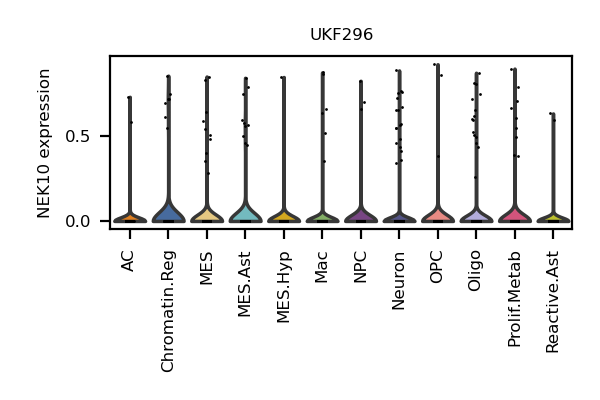 UKF296
NEK10 expression
0.5
0.0
AC
Chromatin.Reg
MES
MES.Ast
MES.Hyp
Mac
NPC
Neuron
OPC
Oligo
Prolif.Metab
Reactive.Ast